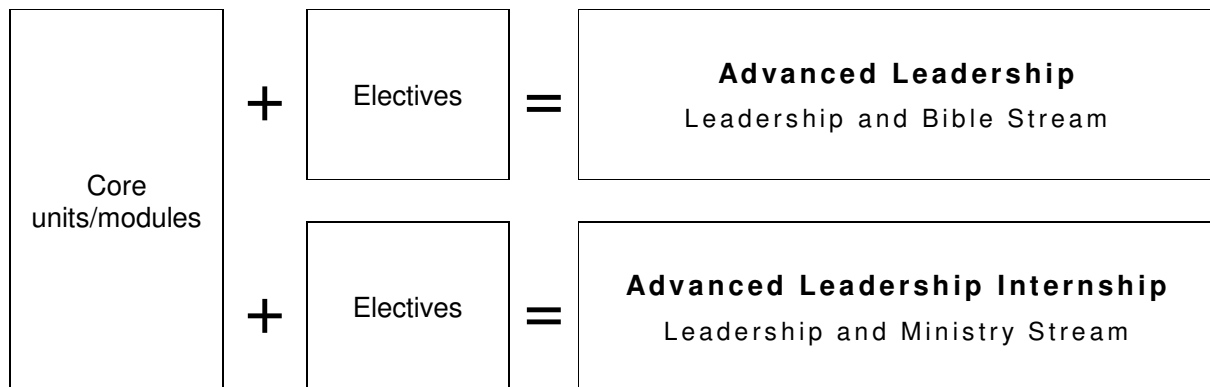 Core
units/modules
+
Electives
=
Advanced Leadership
Leadership and Bible Stream
+
Electives
=
Advanced Leadership Internship
Leadership and Ministry Stream